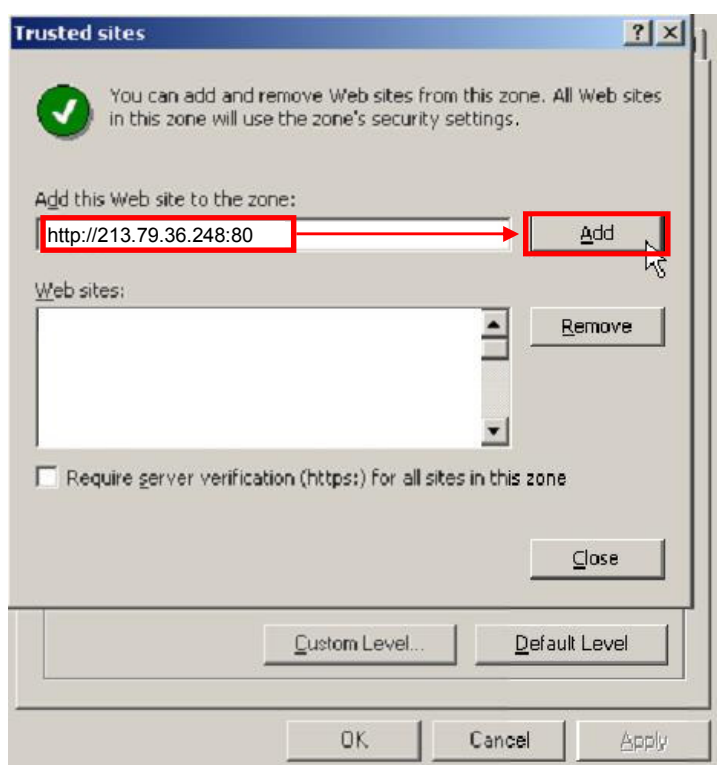 Trusted sites
You can add and remove Web sites from this zone. All Web sites
in this zone will use the zone's security settings.
Add this Web site to the zone:
http://213.79.36.248:80
Add
Web sites:
Remove
Require server verification (https:) for all sites in this zone
Close
Custom Level...
Default Level
OK
Cancel
Apply